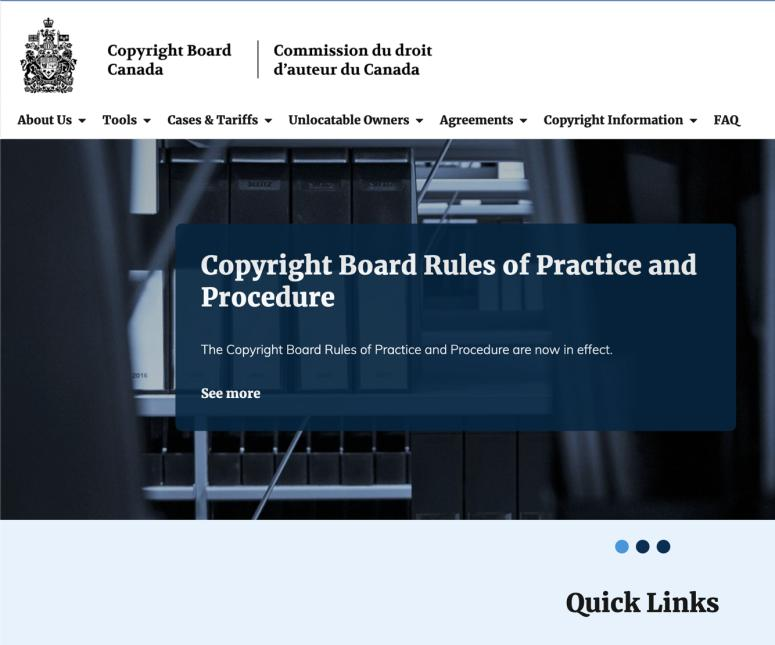 Copyright Board
Canada
Commission du droit
d'auteur du Canada
About Us Tools Cases & Tariffs Unlocatable Owners Agreements Copyright Information FAQ
Copyright Board Rules of Practice and
Procedure
The Copyright Board Rules of Practice and Procedure are now in effect.
See more
2016
Quick Links